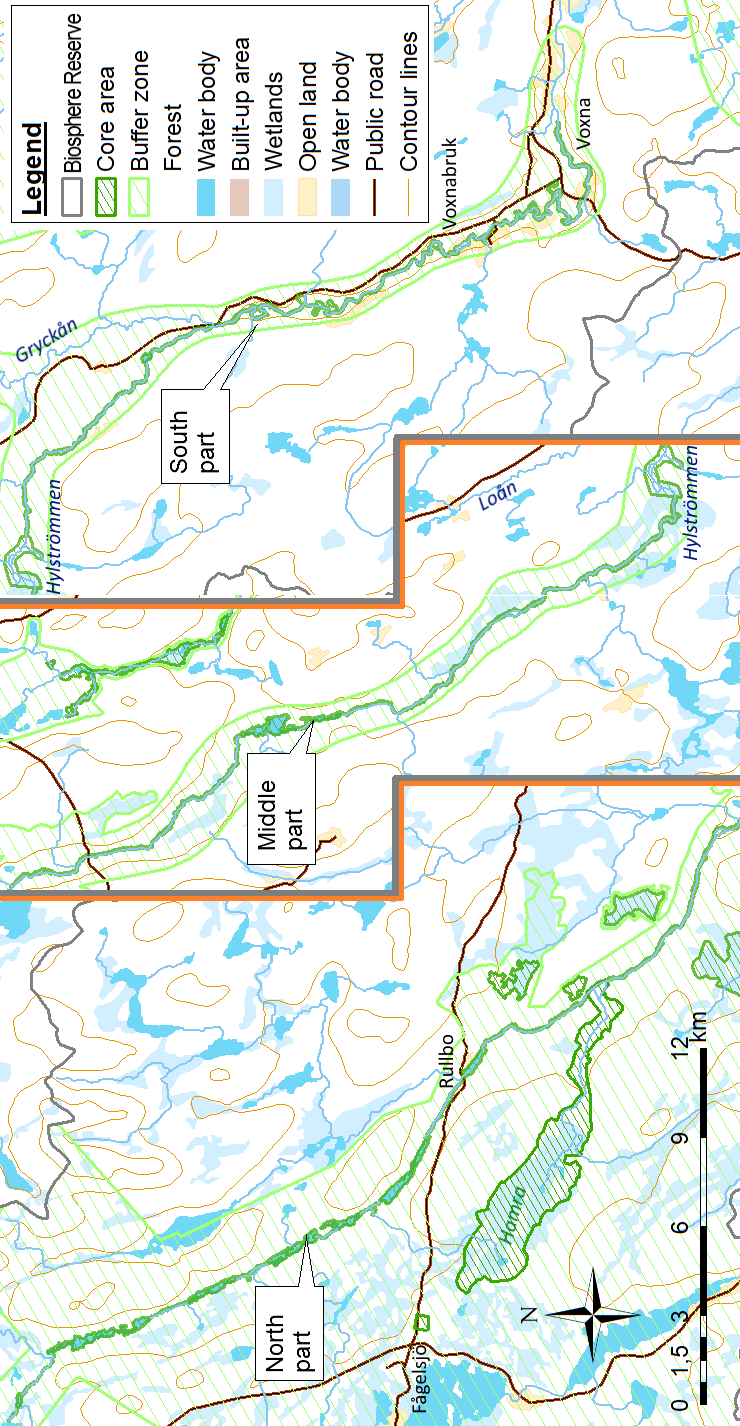 Legend
Biosphere Reserve
Core area
Buffer zone
Forest
Water body
Built-up area
Wetlands
Open land
Water body
Public road
Contour lines
Gryckån
Voxnabruk
Voxna
South
part
Hylströmmen
Loån
Hylströmmen
Middle
part
Rullbo
Hamra
North
part
Fågelsjö
N
0 1,5 3 6 9 12
km